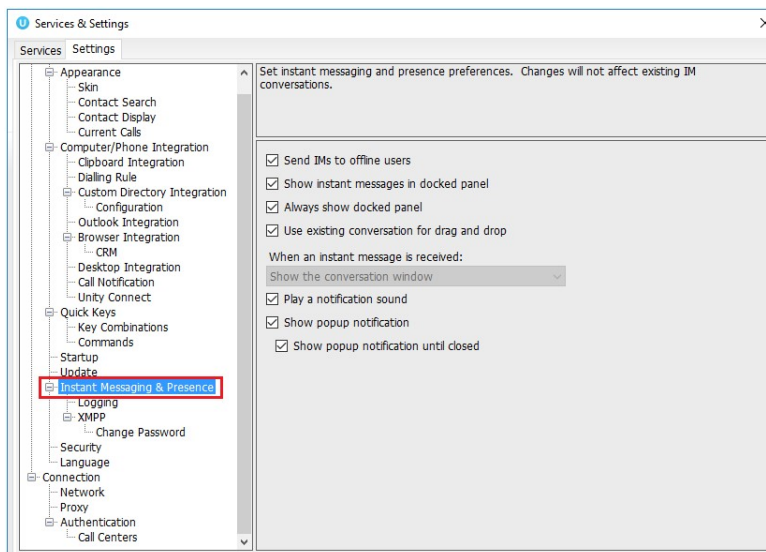 Services & Settings
Services Settings
Appearance
Skin
Contact Search
Contact Display
Current Calls
Computer/Phone Integration
Clipboard Integration
Dialling Rule
Custom Directory Integration
Configuration
Outlook Integration
Browser Integration
CRM
Desktop Integration
Call Notification
Unity Connect
Quick Keys
Key Combinations
Commands
Startup
Update
Instant Messaging & Presence
Logging
XMPP
Change Password
Security
Language
Connection
Network
Proxy
Authentication
Call Centers
Set instant messaging and presence preferences. Changes will not affect existing IM
conversations.
Send IMs to offline users
Show instant messages in docked panel
Always show docked panel
Use existing conversation for drag and drop
When an instant message is received:
Show the conversation window
Play a notification sound
Show popup notification
Show popup notification until closed